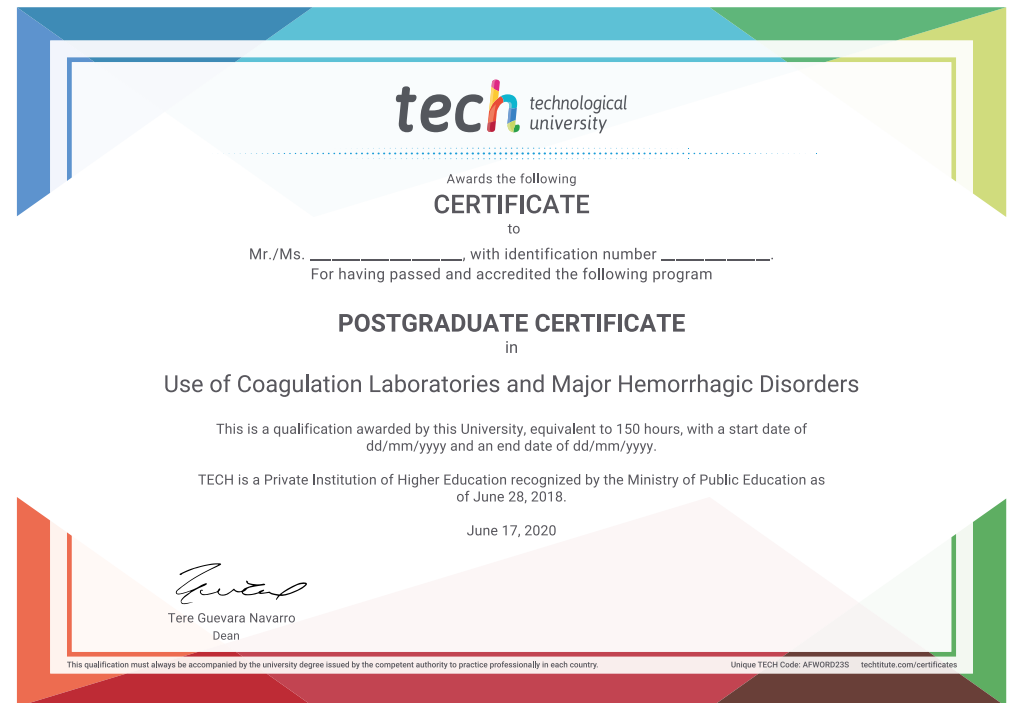 tech technological
university
Awards the following
CERTIFICATE
to
Mr./Ms. ____________________, with identification number ______________.
For having passed and accredited the following program
POSTGRADUATE CERTIFICATE
in
Use of Coagulation Laboratories and Major Hemorrhagic Disorders
This is a qualification awarded by this University, equivalent to 150 hours, with a start date of
dd/mm/yyyy and an end date of dd/mm/yyyy.
TECH is a Private Institution of Higher Education recognized by the Ministry of Public Education as
of June 28, 2018.
June 17, 2020
Tere Guevara Navarro
Dean
This qualification must always be accompanied by the university degree issued by the competent authority to practice professionally in each country.
Unique TECH Code: AFWORD23S techtitute.com/certificates